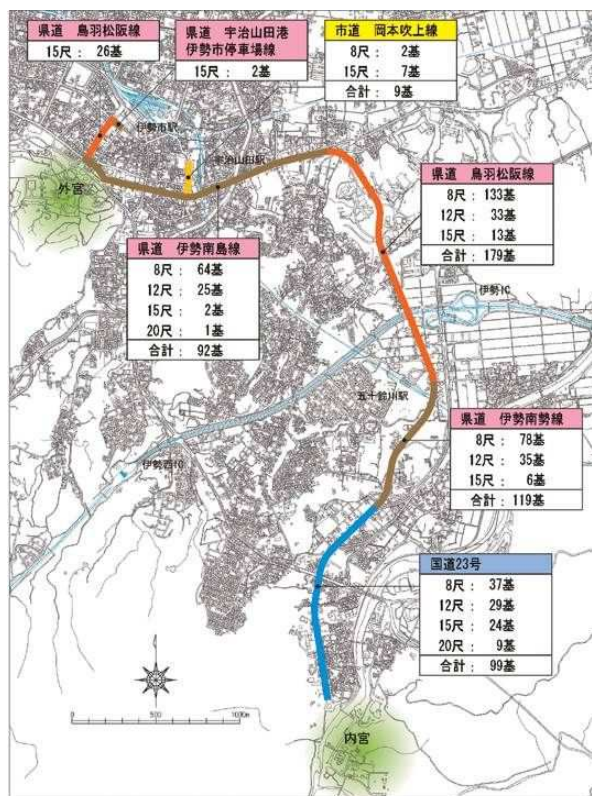 県道 鳥羽松阪線
15尺： 26基
県道 宇治山田港
伊勢市停車場線
15尺： 2基
市道 岡本吹上線
8尺： 2基
15尺： 7基
合計： 9基
伊勢市駅
宇治山田駅
外宮
県道 鳥羽松阪線
8尺： 133基
12尺： 33基
15尺： 13基
合計： 179基
県道 伊勢南島線
8尺： 64基
12尺： 25基
15尺： 2基
20尺： 1基
合計： 92基
伊勢IC
五十鈴川駅
県道 伊勢南勢線
8尺： 78基
12尺： 35基
15尺： 6基
合計： 119基
伊勢西IC
国道23号
8尺： 37基
12尺： 29基
15尺： 24基
20尺： 9基
合計： 99基
0
500
1000m
内宮